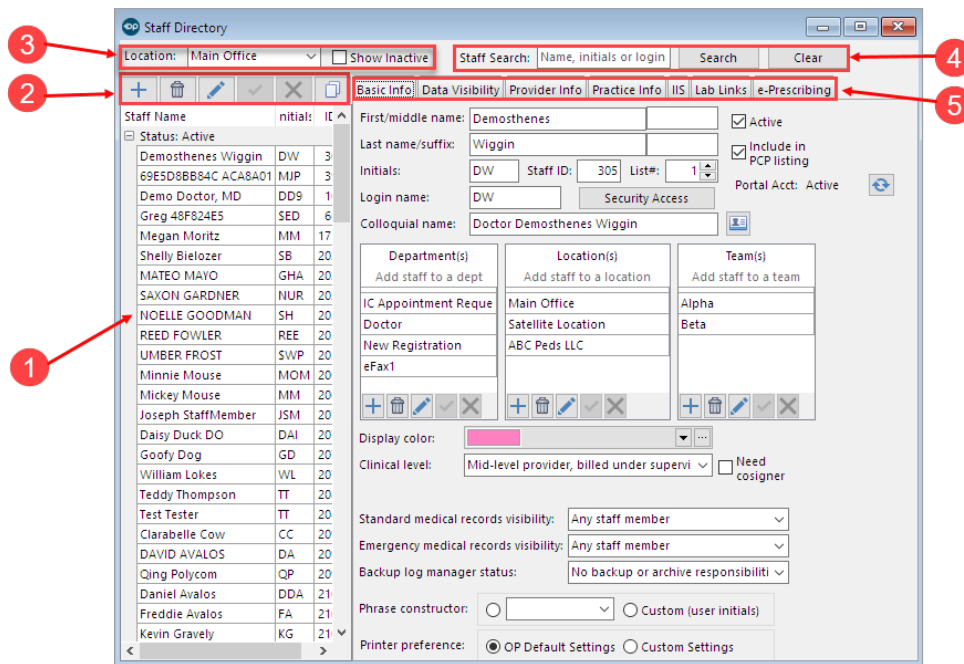 Staff Directory
3
Location: Main Office
Show Inactive
Staff Search: Name, initials or login
Search
Clear
4
2
Basic Info
Data Visibility
Provider Info
Practice Info
IIS
Lab Links
e-Prescribing
5
Staff Name
Status: Active
Demosthenes Wiggin DW
69E5D8BB84C ACA8A01 MJP
Demo Doctor, MD DD9
Greg 48F824E5 SED
Megan Moritz MM
Shelly Bielozer SB
MATEO MAYO GHA
SAXON GARDNER NUR
NOELLE GOODMAN SH
REED FOWLER REE
UMBER FROST SWP
Minnie Mouse MOM
Mickey Mouse MM
Joseph StaffMember JSM
Daisy Duck DO DAI
Goofy Dog GD
William Lokes WL
Teddy Thompson TT
Test Tester TT
Clarabelle Cow CC
DAVID AVALOS DA
Qing Polycom QP
Daniel Avalos DDA
Freddie Avalos FA
Kevin Gravely KG
1
First/middle name: Demosthenes
Active
Last name/suffix: Wiggin
Include in
PCP listing
Initials: DW Staff ID: 305 List#: 1
Portal Acct: Active
Login name: DW
Security Access
Colloquial name: Doctor Demosthenes Wiggin
Department(s)
Add staff to a dept
IC Appointment Reque
Doctor
New Registration
eFax1
Location(s)
Add staff to a location
Main Office
Satellite Location
ABC Peds LLC
Team(s)
Add staff to a team
Alpha
Beta
Display color:
Clinical level: Mid-level provider, billed under supervi
Need
cosigner
Standard medical records visibility: Any staff member
Emergency medical records visibility: Any staff member
Backup log manager status: No backup or archive responsibiliti
Phrase constructor:
Custom (user initials)
Printer preference: OP Default Settings Custom Settings